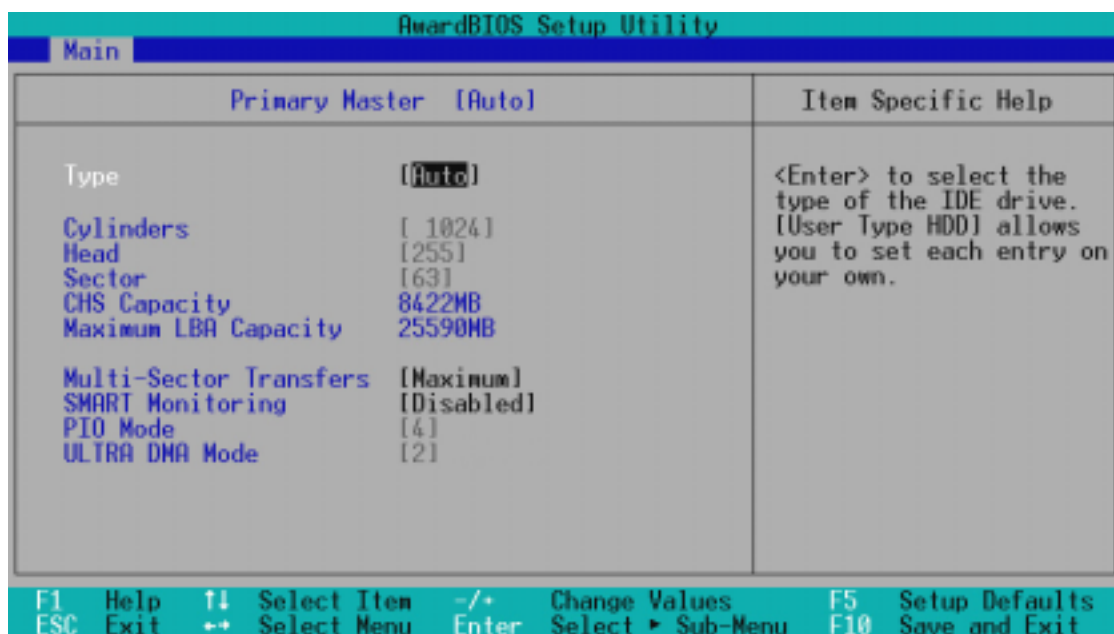 AwardBIOS Setup Utility
Main
Primary Master [Auto]
Item Specific Help
Type [Auto]
Cylinders [ 1024]
Head [255]
Sector [63]
CHS Capacity 8422MB
Maximum LBA Capacity 25590MB
Multi-Sector Transfers [Maximum]
SMART Monitoring [Disabled]
PIO Mode [4]
ULTRA DMA Mode [2]
<Enter> to select the
type of the IDE drive.
[User Type HDD] allows
you to set each entry on
your own.
F1 Help ↑↓ Select Item -/+ Change Values F5 Setup Defaults
ESC Exit ←→ Select Menu Enter Select ► Sub-Menu F10 Save and Exit